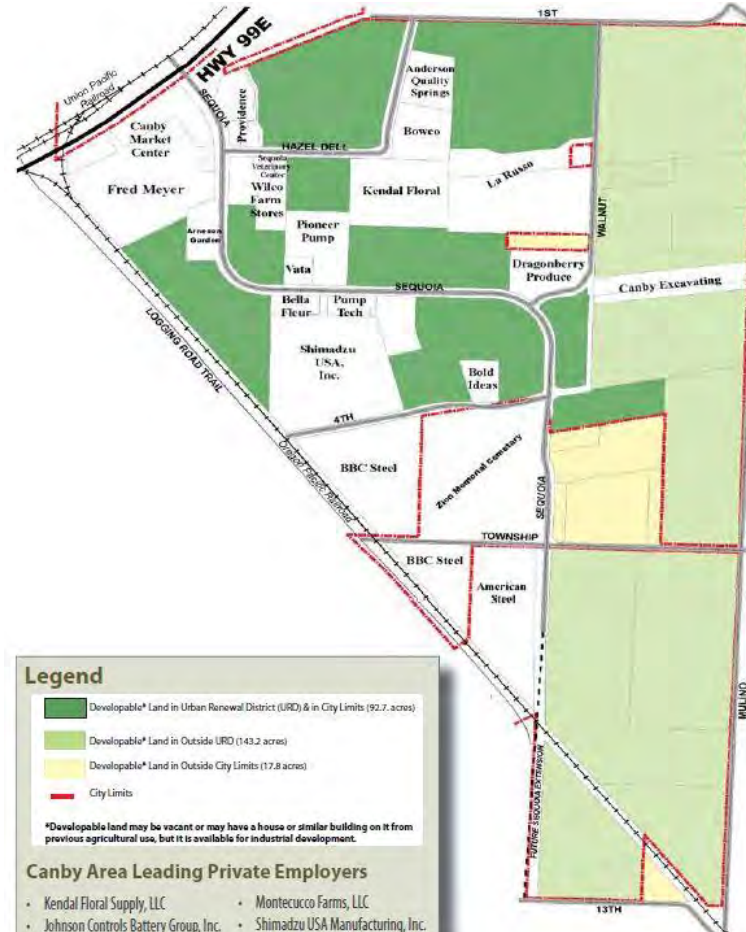 1ST
HWY 99E
Union Pacific
Railroad
SEQUOIA
Providence
Anderson
Quality
Springs
Canby
Market
Center
Boweo
HAZEL DELL
Sequoia
Veterinary
Center
Wilco
Farm
Stores
La Russo
Fred Meyer
Kendal Floral
Arneson
Garden
Pioneer
Pump
WALNUT
Vata
Dragonberry
Produce
SEQUOIA
Canby Excavating
Bella
Fleur
Pump
Tech
LOGGING ROAD TRAIL
Shimadzu
USA,
Inc.
Bold
Ideas
4TH
Oregon Pacific Railroad
BBC Steel
Zion Memorial Cemetary
SEQUOIA
TOWNSHIP
BBC Steel
American
Steel
MULINO
FUTURE SEQUOIA EXTENSION
13TH
Legend
Developable* Land in Urban Renewal District (URD) & in City Limits (92.7. acres)
Developable* Land in Outside URD (143.2 acres)
Developable* Land in Outside City Limits (17.8 acres)
City Limits
*Developable land may be vacant or may have a house or similar building on it from
previous agricultural use, but it is available for industrial development.
Canby Area Leading Private Employers
• Kendal Floral Supply, LLC
• Montecucco Farms, LLC
• Johnson Controls Battery Group, Inc.
• Shimadzu USA Manufacturing, Inc.